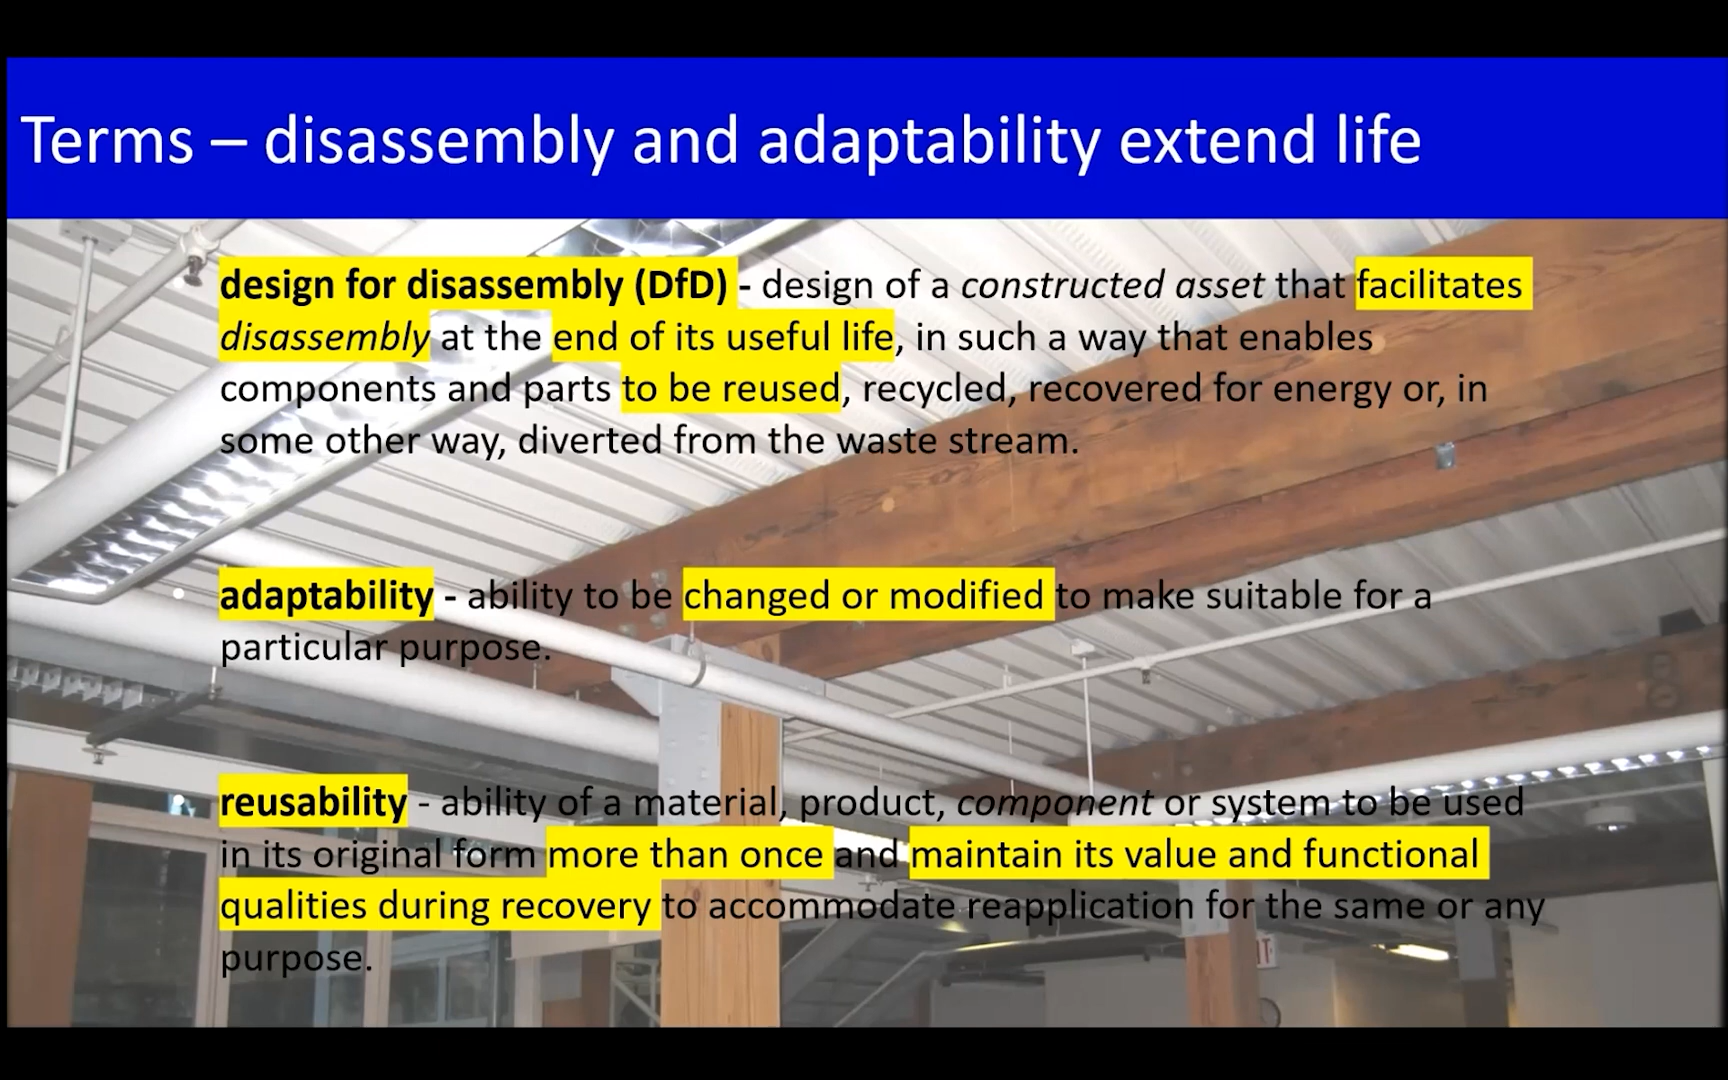 Terms – disassembly and adaptability extend life
design for disassembly (DfD) - design of a constructed asset that facilitates
disassembly at the end of its useful life, in such a way that enables
components and parts to be reused, recycled, recovered for energy or, in
some other way, diverted from the waste stream.
adaptability - ability to be changed or modified to make suitable for a
particular purpose.
reusability - ability of a material, product, component or system to be used
in its original form more than once and maintain its value and functional
qualities during recovery to accommodate reapplication for the same or any
purpose.